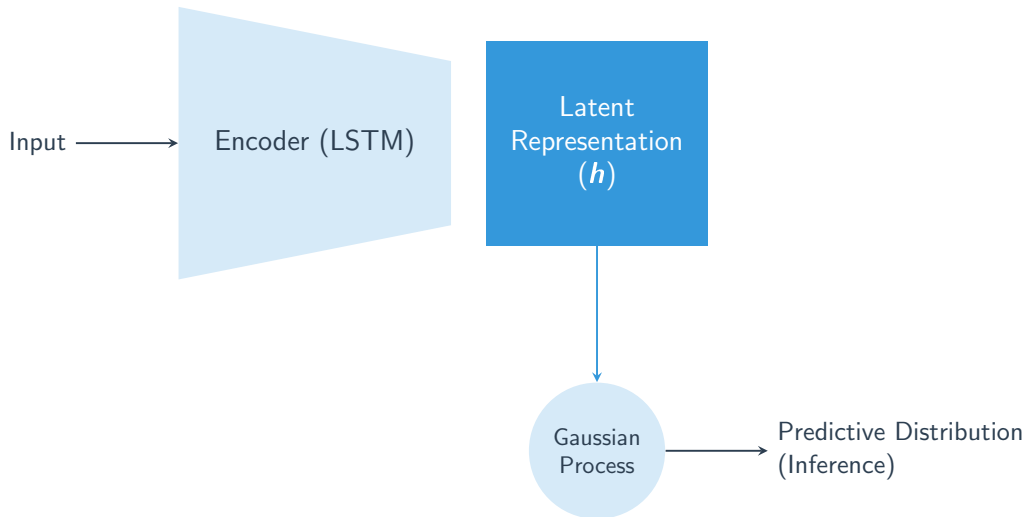 Input
Encoder (LSTM)
Latent
Representation
(h)
Gaussian
Process
Predictive Distribution
(Inference)